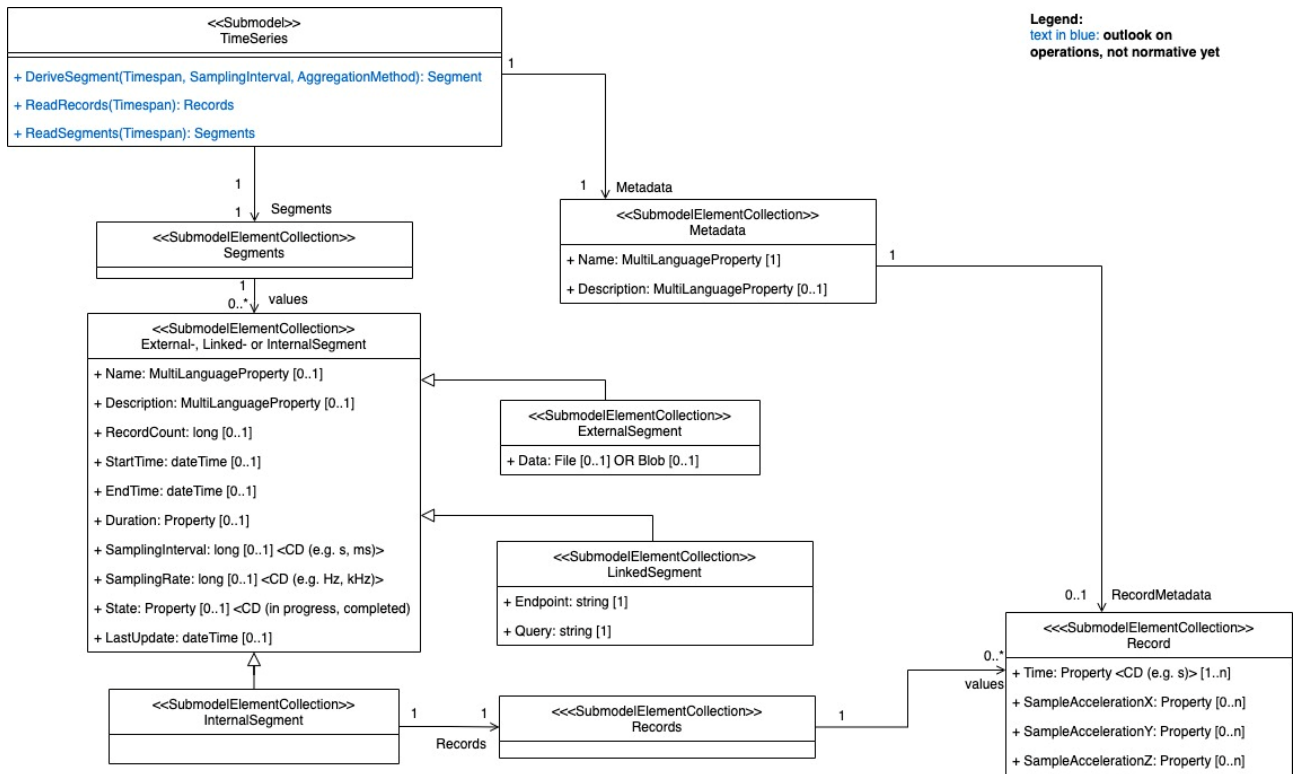 <<Submodel>>
TimeSeries
+ DeriveSegment(Timespan, SamplingInterval, AggregationMethod): Segment
+ ReadRecords(Timespan): Records
+ ReadSegments(Timespan): Segments
Legend:
text in blue: outlook on
operations, not normative yet
1
1
Metadata
1
1
Segments
<<SubmodelElementCollection>>
Segments
<<SubmodelElementCollection>>
Metadata
+ Name: MultiLanguageProperty [1]
+ Description: MultiLanguageProperty [0..1]
1
1
0..*
values
<<SubmodelElementCollection>>
External-, Linked- or InternalSegment
+ Name: MultiLanguageProperty [0..1]
+ Description: MultiLanguageProperty [0..1]
+ RecordCount: long [0..1]
+ StartTime: dateTime [0..1]
+ EndTime: dateTime [0..1]
+ Duration: Property [0..1]
+ SamplingInterval: long [0..1] <CD (e.g. s, ms)>
+ SamplingRate: long [0..1] <CD (e.g. Hz, kHz)>
+ State: Property [0..1] <CD (in progress, completed)
+ LastUpdate: dateTime [0..1]
<<SubmodelElementCollection>>
ExternalSegment
+ Data: File [0..1] OR Blob [0..1]
<<SubmodelElementCollection>>
LinkedSegment
+ Endpoint: string [1]
+ Query: string [1]
0..1
RecordMetadata
<<SubmodelElementCollection>>
InternalSegment
1
1
Records
<<<SubmodelElementCollection>>
Records
1
0..*
values
<<<SubmodelElementCollection>>
Record
+ Time: Property <CD (e.g. s)> [1..n]
+ SampleAccelerationX: Property [0..n]
+ SampleAccelerationY: Property [0..n]
+ SampleAccelerationZ: Property [0..n]